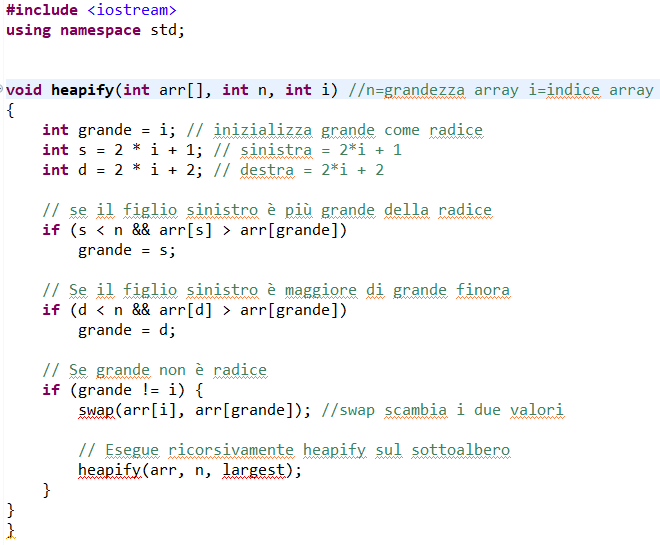 #include <iostream>
using namespace std;
void heapify(int arr[], int n, int i) //n=grandezza array i=indice array
{
    int grande = i; // inizializza grande come radice
    int s = 2 * i + 1; // sinistra = 2*i + 1
    int d = 2 * i + 2; // destra = 2*i + 2
    // se il figlio sinistro è più grande della radice
    if (s < n && arr[s] > arr[grande])
        grande = s;
    // Se il figlio sinistro è maggiore di grande finora
    if (d < n && arr[d] > arr[grande])
        grande = d;
    // Se grande non è radice
    if (grande != i) {
        swap(arr[i], arr[grande]); //swap scambia i due valori
        // Esegue ricorsivamente heapify sul sottoalbero
        heapify(arr, n, largest);
    }
}
}